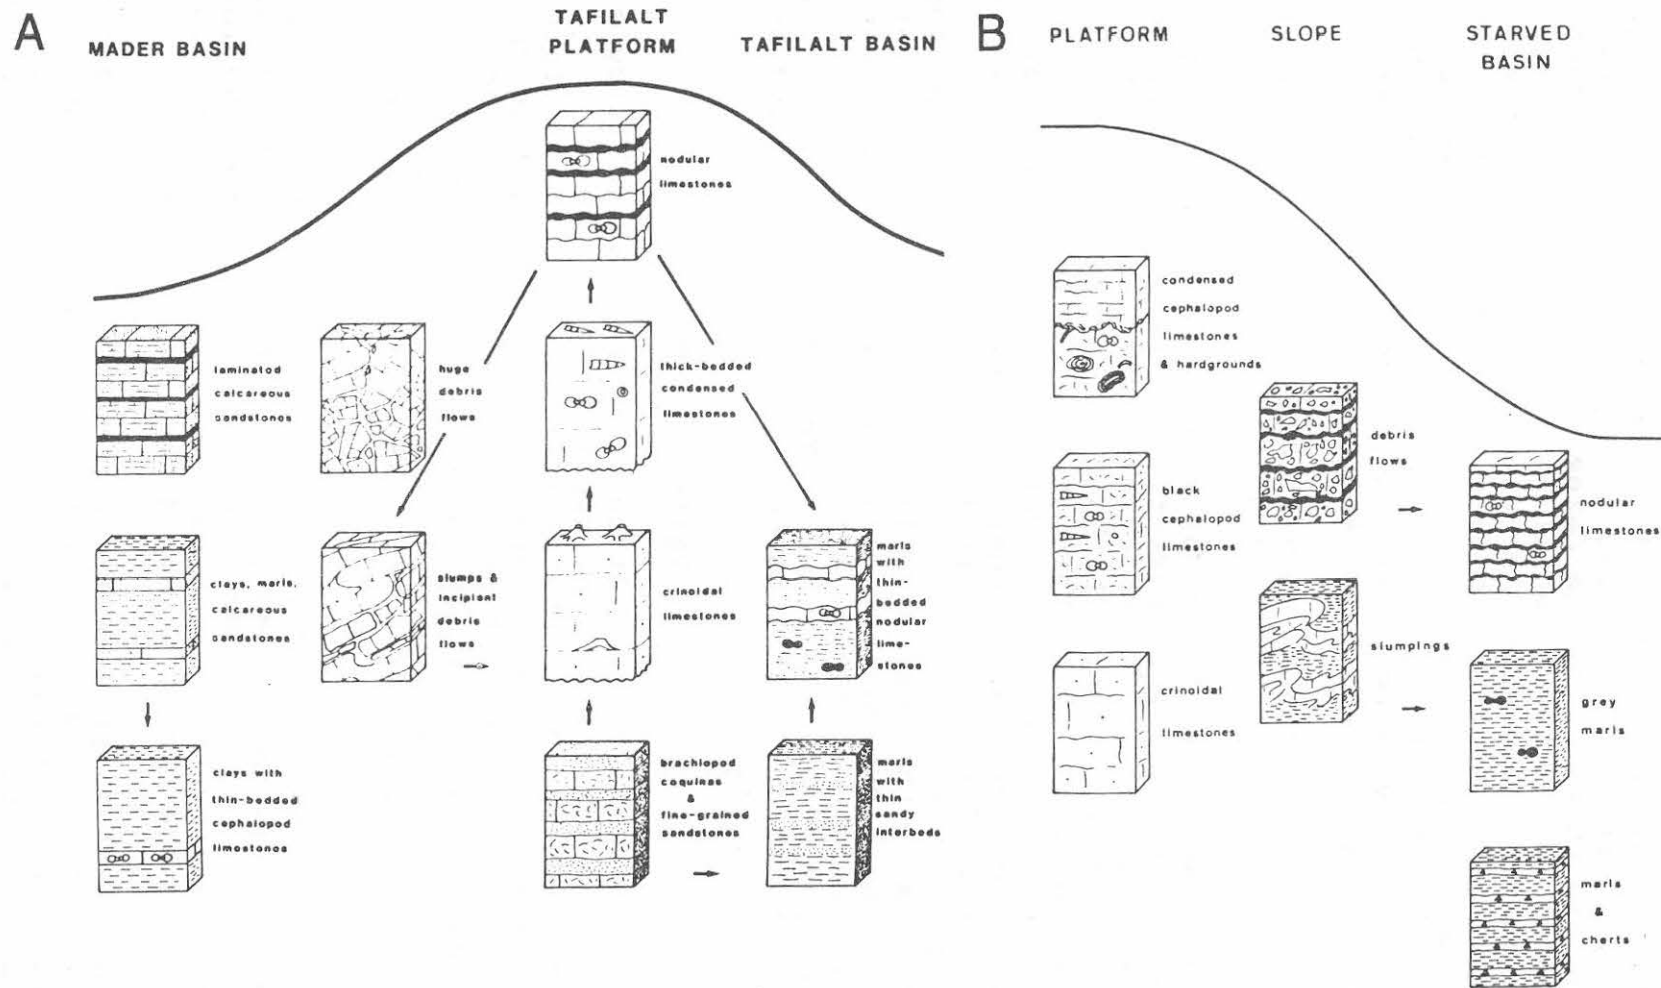 A
MADER BASIN
TAFILALT
PLATFORM
TAFILALT BASIN
nodular
limestones
laminated
calcareous
sandstones
huge
debris
flows
thick-bedded
condensed
limestones
clays, marls,
calcareous
sandstones
slumps &
incipient
debris
flows
crinoidal
limestones
marls
with
thin-
bedded
nodular
lime-
stones
clays with
thin-bedded
cephalopod
limestones
brachiopod
coquinas
&
fine-grained
sandstones
marls
with
thin
sandy
interbeds
B
PLATFORM
SLOPE
STARVED
BASIN
condensed
cephalopod
limestones
& hardgrounds
debris
flows
black
cephalopod
limestones
nodular
limestones
slumpings
crinoidal
limestones
grey
marls
marls
&
cherts